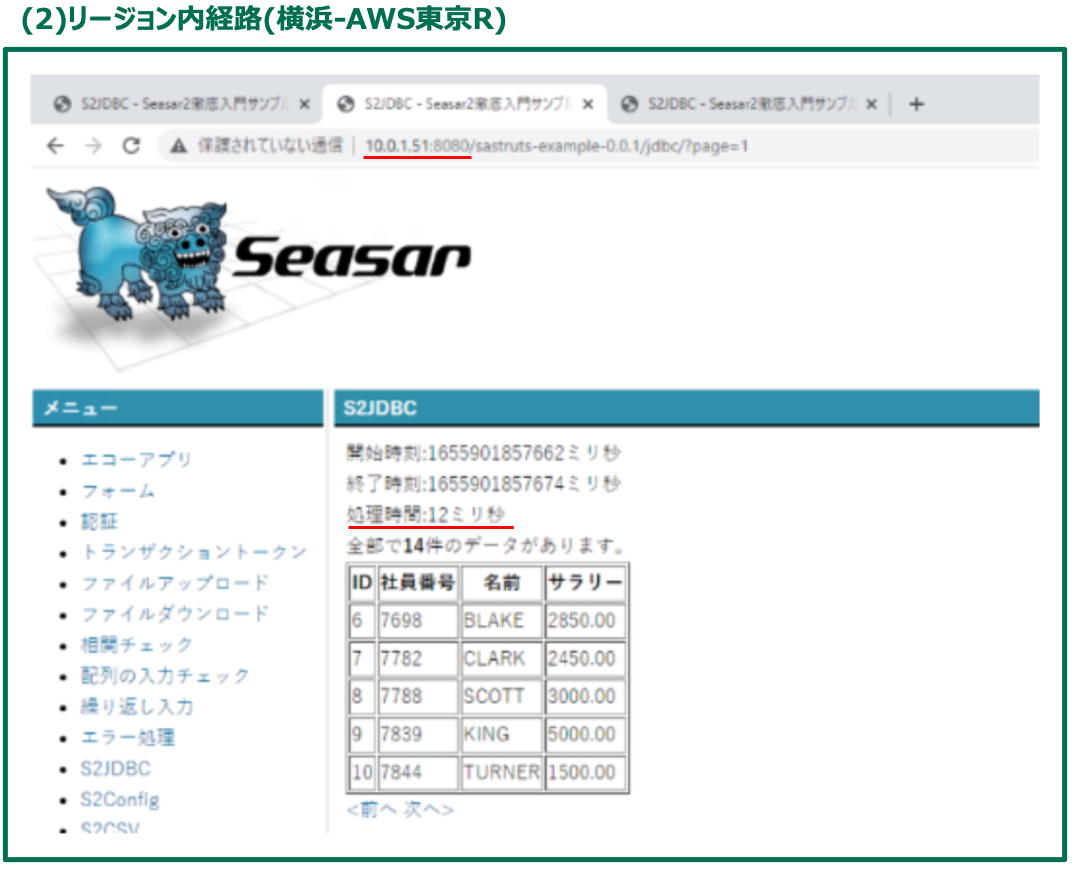 (2)リージョン内経路(横浜-AWS東京R)
S2JDBC - Seasar2徹底入門サンプル × S2JDBC - Seasar2徹底入門サンプル × S2JDBC - Seasar2徹底入門サンプル × +
保護されていない通信 | 10.0.1.51:8080/sastruts-example-0.0.1/jdbc/?page=1
Seasar
メニュー
エコーアプリ
フォーム
認証
トランザクショントークン
ファイルアップロード
ファイルダウンロード
相関チェック
配列の入力チェック
繰り返し入力
エラー処理
S2JDBC
S2Config
S2CSV
S2JDBC
開始時刻:1655901857662ミリ秒
終了時刻:1655901857674ミリ秒
処理時間:12ミリ秒
全部で14件のデータがあります。
ID 社員番号 名前 サラリー
6 7698 BLAKE 2850.00
7 7782 CLARK 2450.00
8 7788 SCOTT 3000.00
9 7839 KING 5000.00
10 7844 TURNER 1500.00
<前へ 次へ>